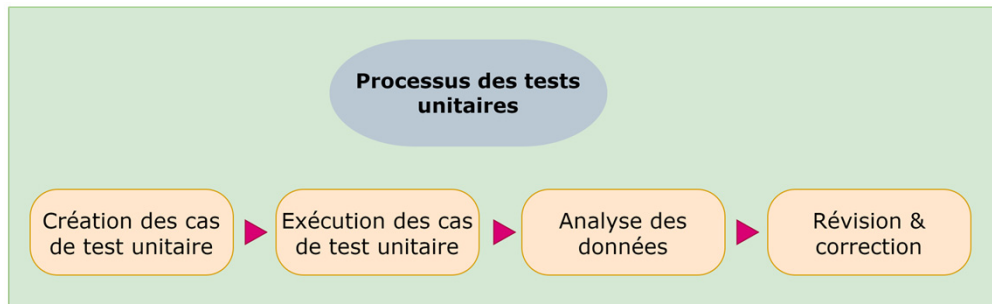 Processus des tests
unitaires
Création des cas
de test unitaire
Exécution des cas
de test unitaire
Analyse des
données
Révision &
correction